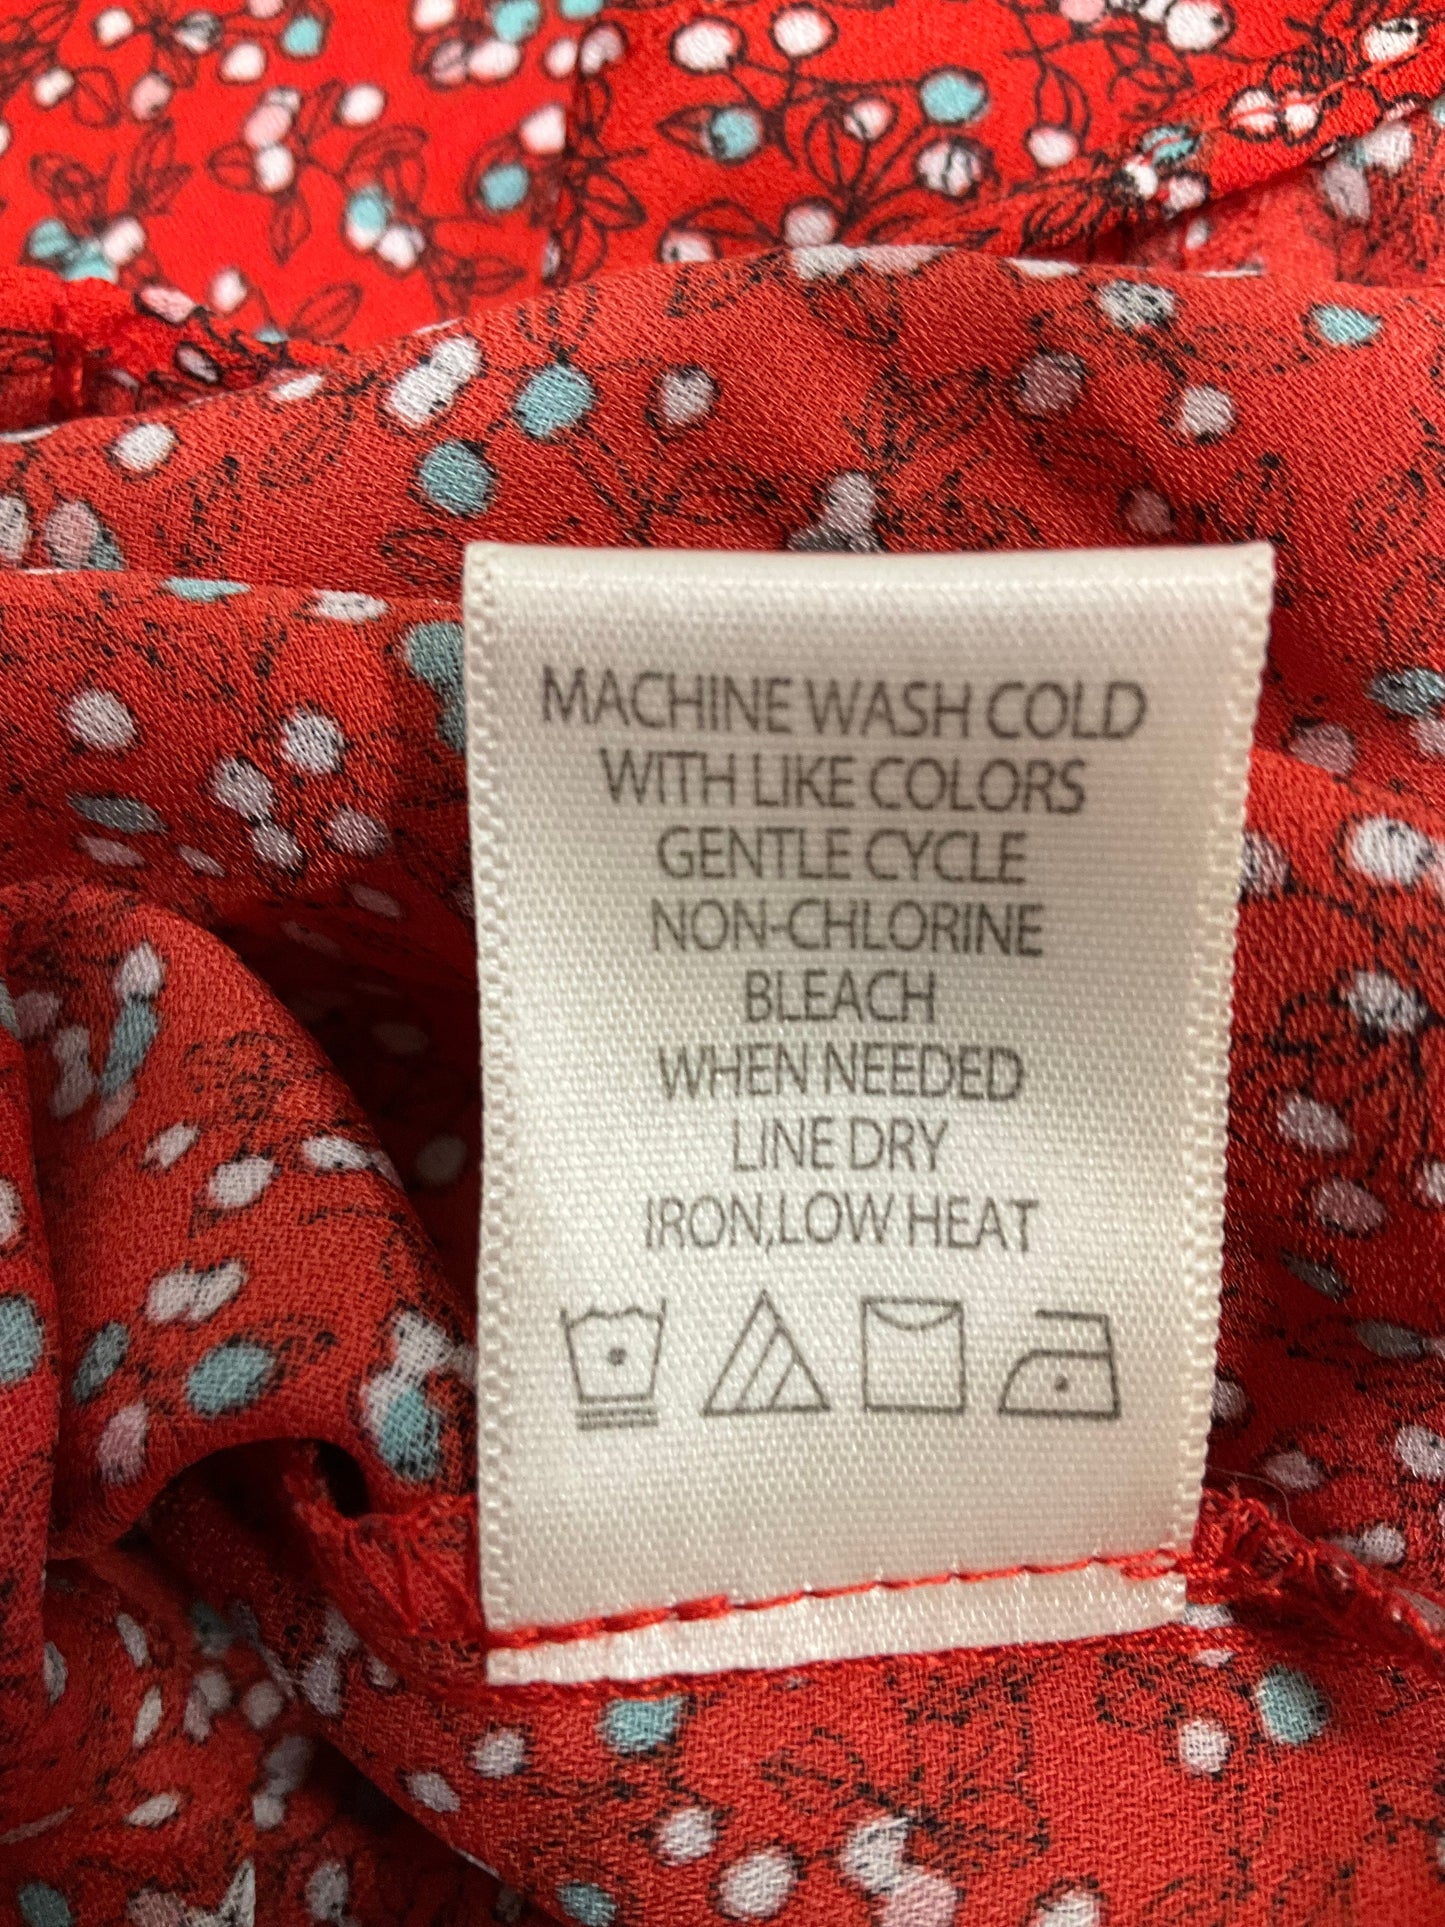 MACHINE WASH COLD
WITH LIKE COLORS
GENTLE CYCLE
NON-CHLORINE
BLEACH
WHEN NEEDED
LINE DRY
IRON,LOW HEAT